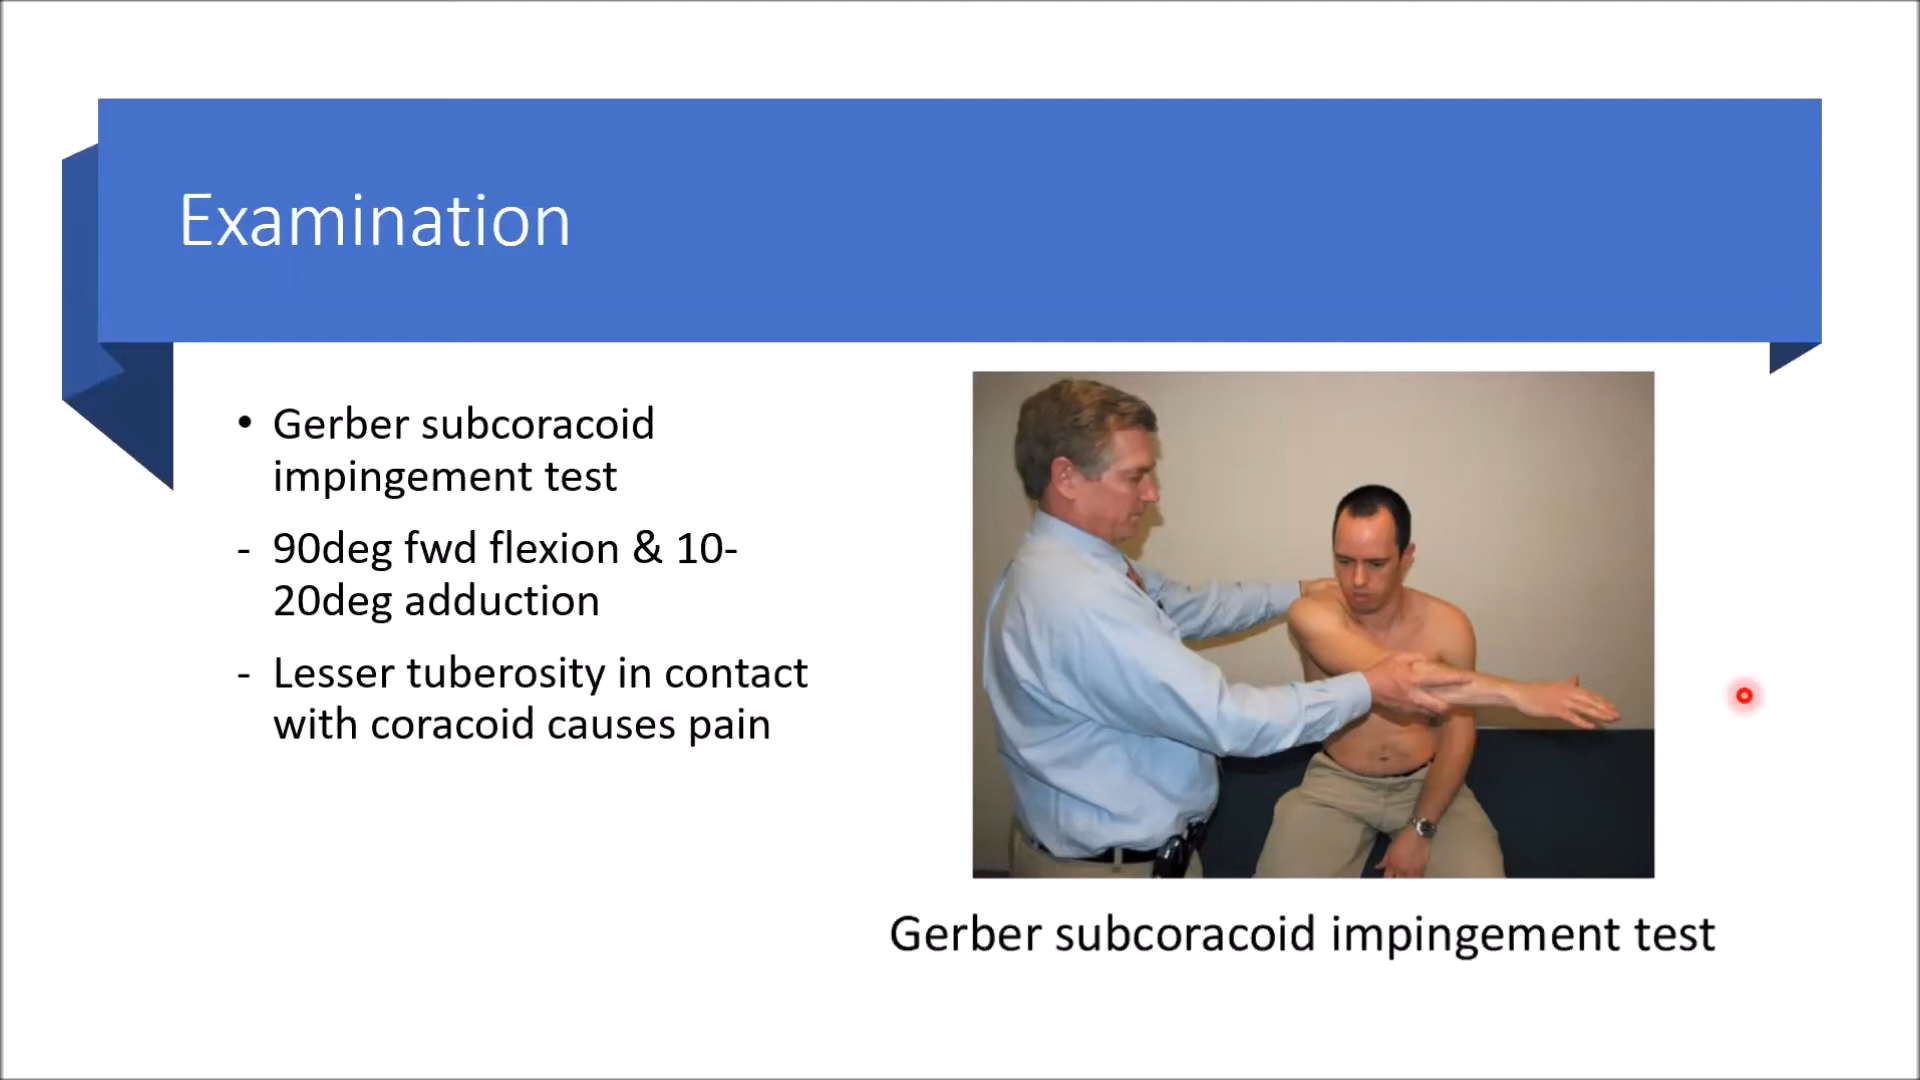 Examination
• Gerber subcoracoid
impingement test
- 90deg fwd flexion & 10-
20deg adduction
- Lesser tuberosity in contact
with coracoid causes pain
Gerber subcoracoid impingement test